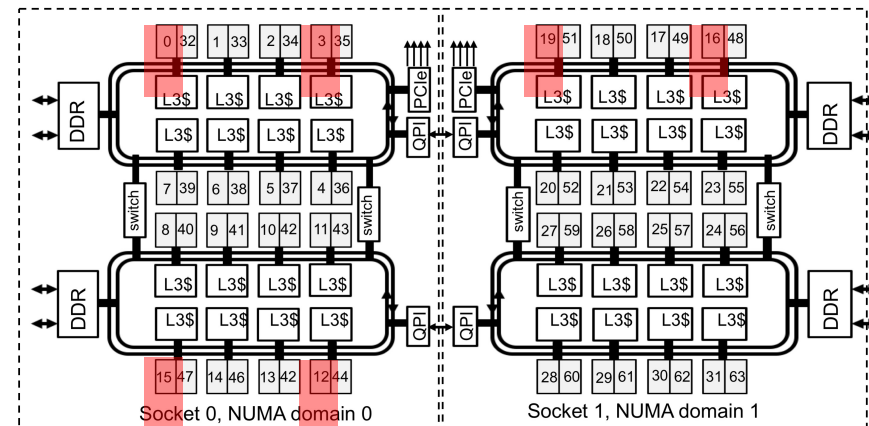 0 32 1 33 2 34 3 35 19 51 18 50 17 49 16 48
DDR L3$ L3$ L3$ L3$ PCIe PCIe L3$ L3$ L3$ L3$ DDR
L3$ L3$ L3$ L3$ QPI QPI L3$ L3$ L3$ L3$
7 39 6 38 5 37 4 36 20 52 21 53 22 54 23 55
switch switch switch switch
8 40 9 41 10 42 11 43 27 59 26 58 25 57 24 56
DDR L3$ L3$ L3$ L3$ L3$ L3$ L3$ L3$ DDR
L3$ L3$ L3$ L3$ QPI QPI L3$ L3$ L3$ L3$
15 47 14 46 13 42 12 44 28 60 29 61 30 62 31 63
Socket 0, NUMA domain 0 Socket 1, NUMA domain 1